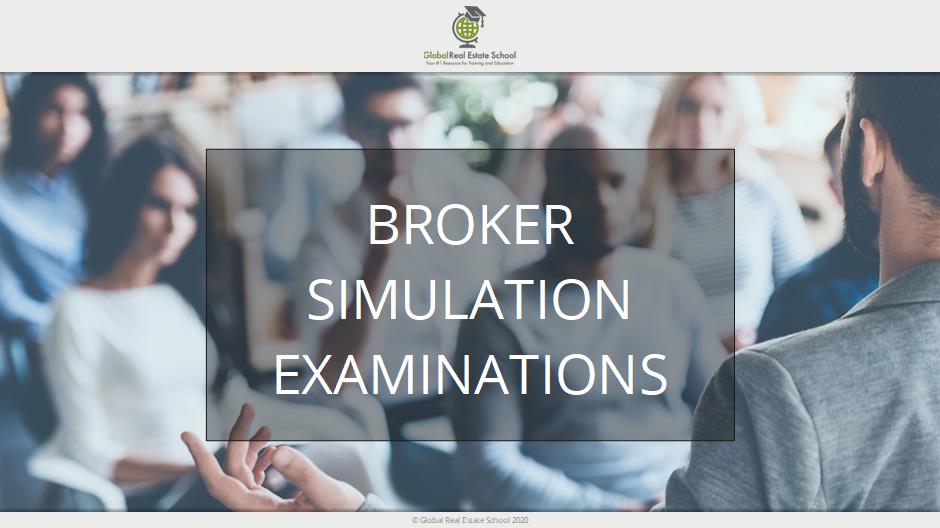 GlobalReal Estate School
Your #1 Resource for Training and Education
BROKER
SIMULATION
EXAMINATIONS
© Global Real Estate School 2020